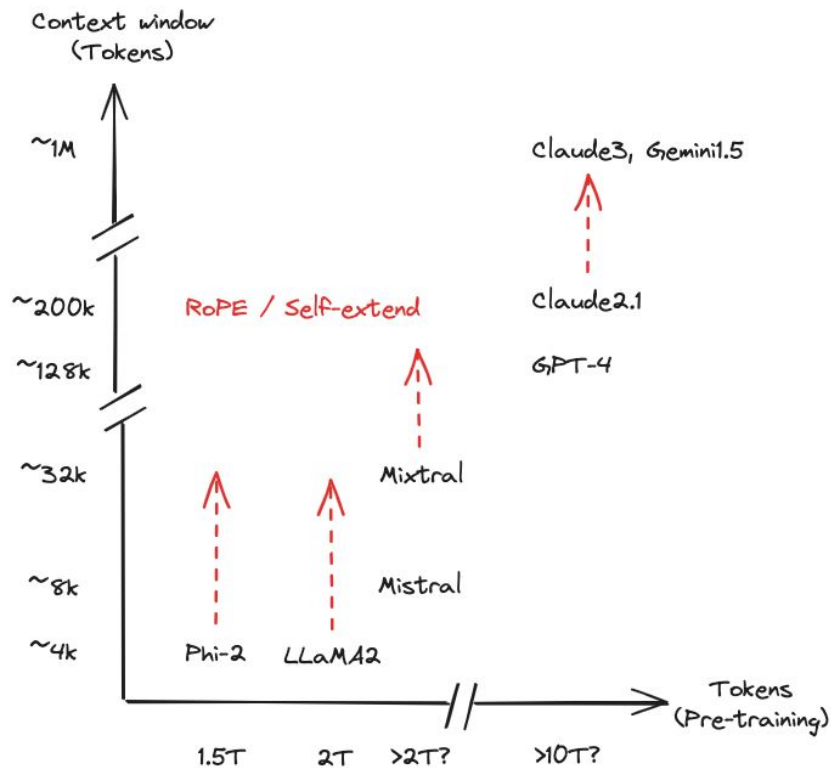 Context window
(Tokens)
~1M
Claude3, Gemini1.5
~200k
RoPE / Self-extend
Claude2.1
~128k
GPT-4
~32k
Mixtral
~8k
Mistral
~4k
Phi-2
LLaMA2
Tokens
(Pre-training)
1.5T
2T
>2T?
>10T?